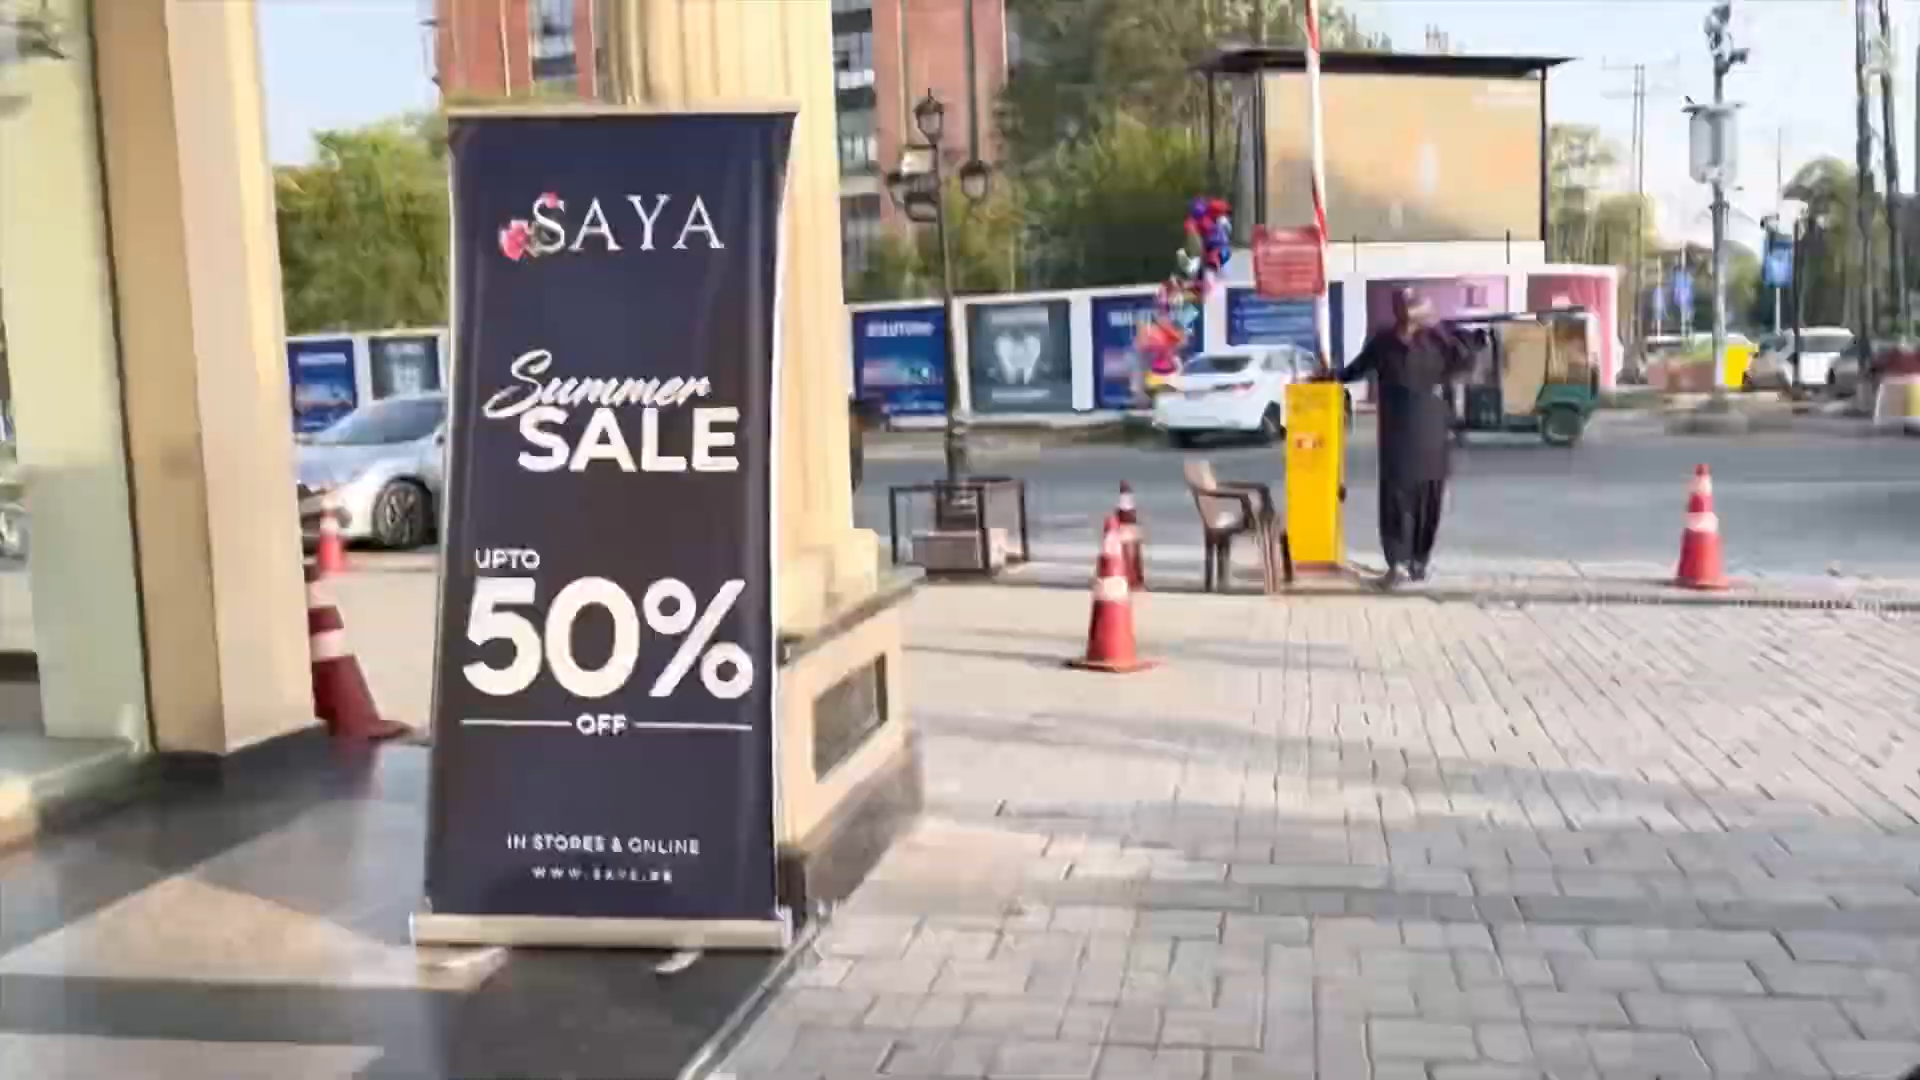 SAYA
Summer
SALE
UPTO
50%
OFF
IN STORES & ONLINE